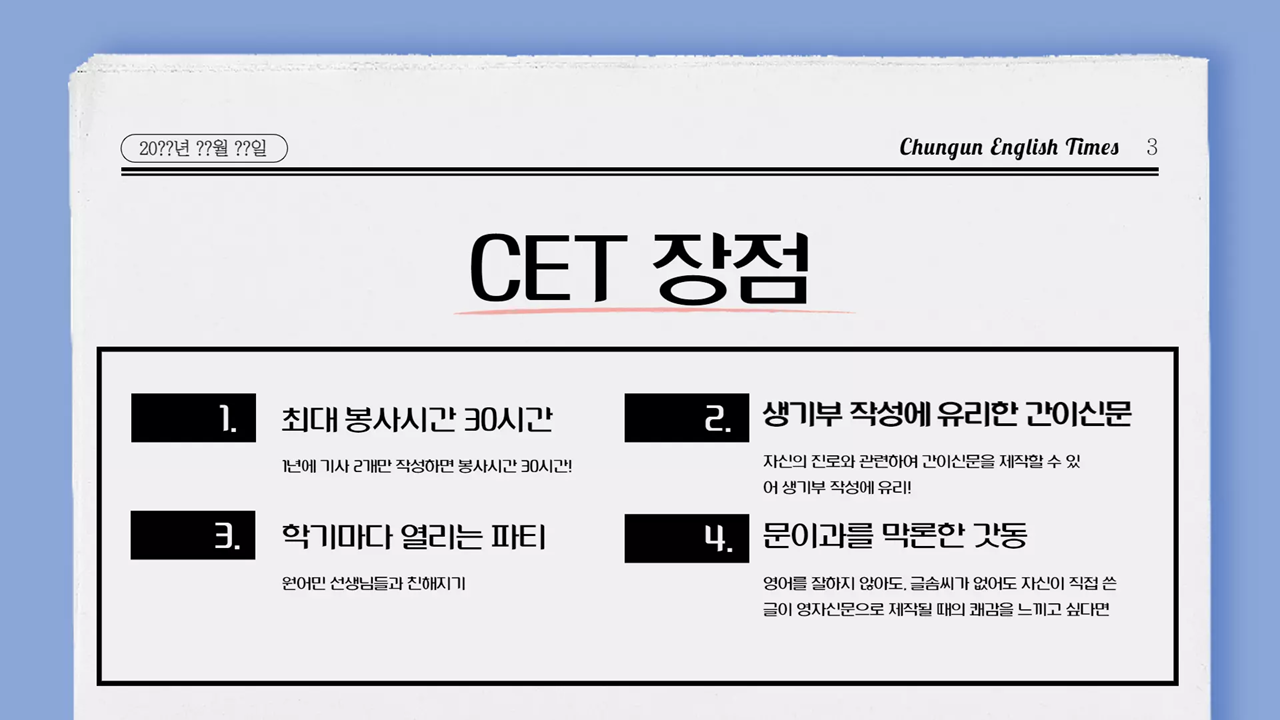 20??년 ??월 ??일
Chungun English Times 3
CET 장점
1. 최대 봉사시간 30시간
1년에 기사 2개만 작성하면 봉사시간 30시간!
2. 생기부 작성에 유리한 간이신문
자신의 진로와 관련하여 간이신문을 제작할 수 있
어 생기부 작성에 유리!
3. 학기마다 열리는 파티
원어민 선생님들과 친해지기
4. 문이과를 막론한 갓동
영어를 잘하지 않아도, 글솜씨가 없어도 자신이 직접 쓴
글이 영자신문으로 제작될 때의 쾌감을 느끼고 싶다면